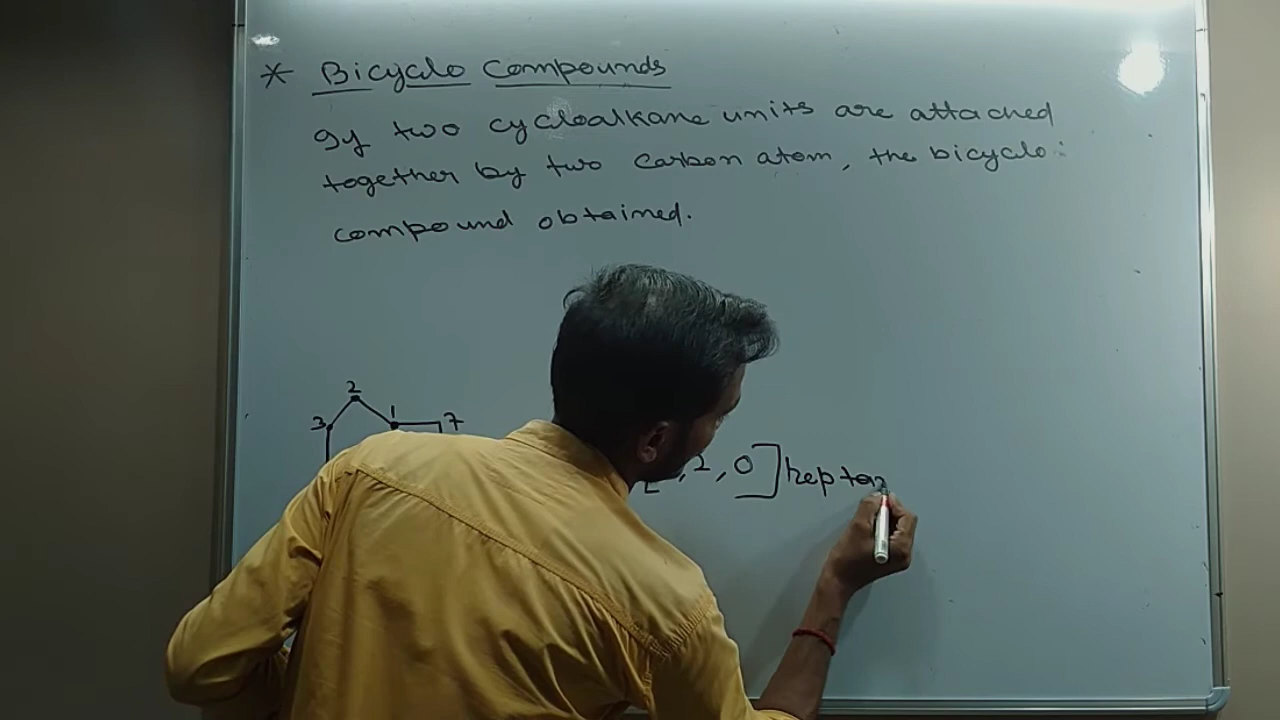 * Bicyclo Compounds
If two cycloalkane units are attached
together by two carbon atom, the bicyclo
compound obtained.
2
3 1 7
[ ,2,0]heptan